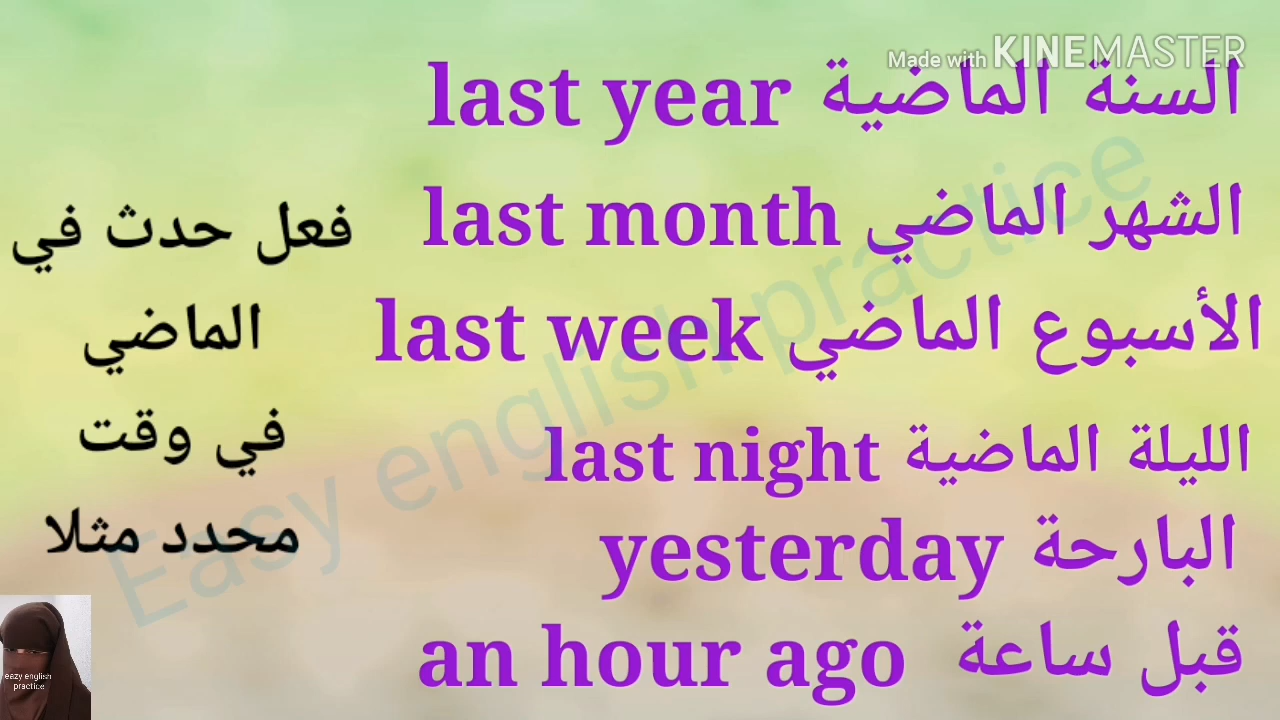 Made with KINEMASTER
last year السنة الماضية
last month الشهر الماضي
last week الأسبوع الماضي
last night الليلة الماضية
yesterday البارحة
an hour ago قبل ساعة
فعل حدث في
الماضي
في وقت
محدد مثلا
Easy english practice
eazy english
practice